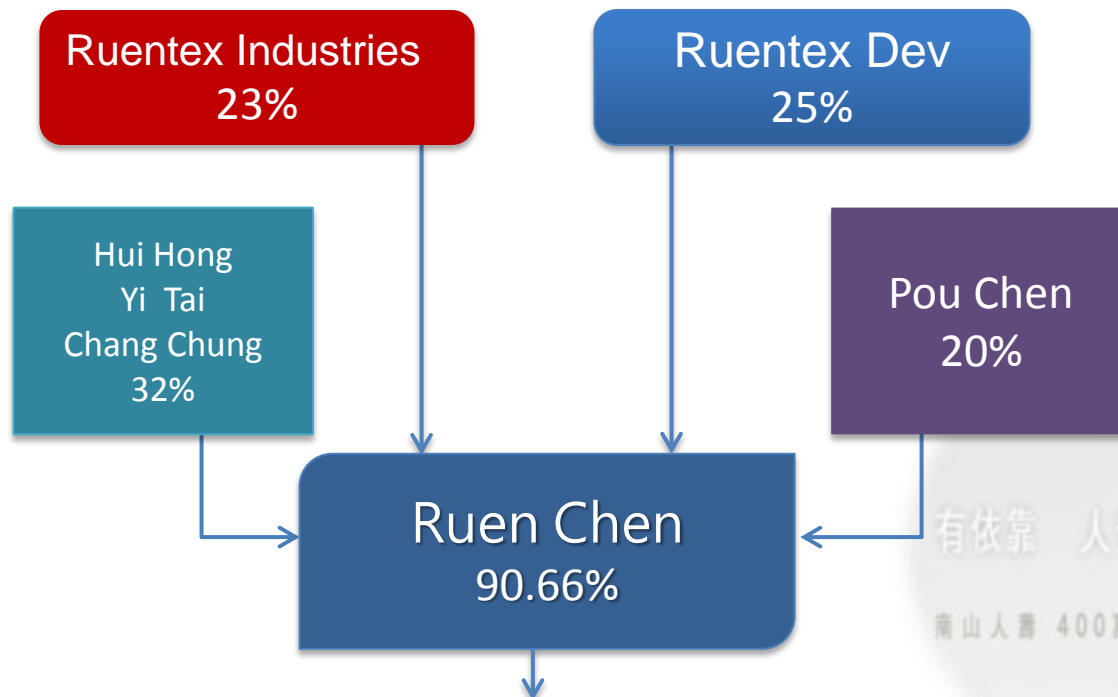 Ruentex Industries
23%
Ruentex Dev
25%
Hui Hong
Yi Tai
Chang Chung
32%
Pou Chen
20%
Ruen Chen
90.66%
有依靠 人
南山人壽 400